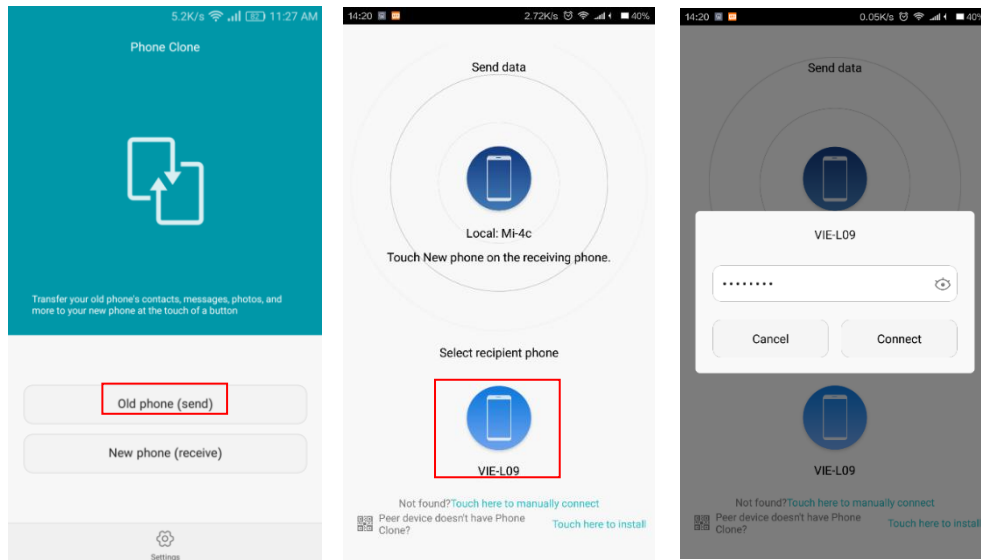 5.2K/s 82 11:27 AM
Phone Clone
Transfer your old phone's contacts, messages, photos, and
more to your new phone at the touch of a button
Old phone (send)
New phone (receive)
Settings
14:20 2.72K/s 40%
Send data
Local: Mi-4c
Touch New phone on the receiving phone.
Select recipient phone
VIE-L09
Not found?Touch here to manually connect
Peer device doesn't have Phone
Clone?
Touch here to install
14:20 0.05K/s 40%
Send data
VIE-L09
••••••••
Cancel Connect
VIE-L09
Not found?Touch here to manually connect
Peer device doesn't have Phone
Clone?
Touch here to install